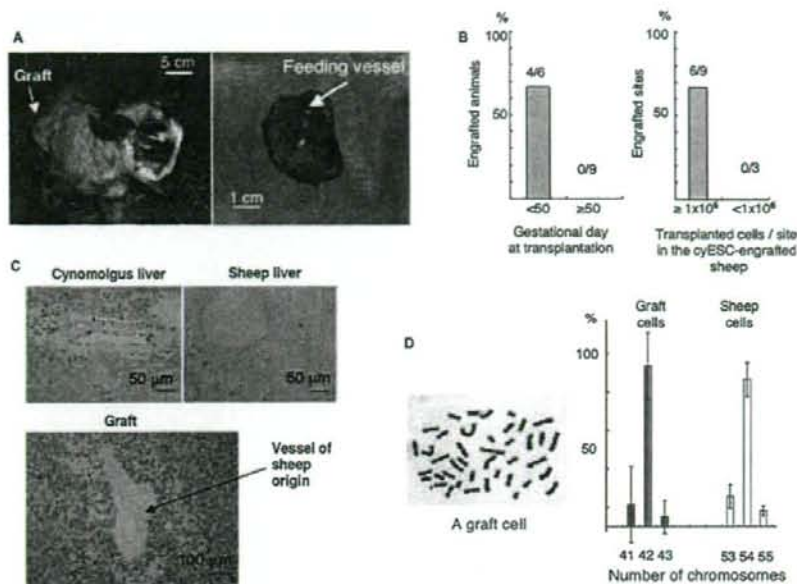 A
5 cm
Graft
Feeding vessel
1 cm
B
%
100
50
Engrafted animals
4/6
0/9
<50 ≥50
Gestational day
at transplantation
%
100
50
Engrafted sites
6/9
0/3
≥ 1x10⁶ <1x10⁶
Transplanted cells / site
in the cyESC-engrafted
sheep
C
Cynomolgus liver
Sheep liver
50 μm
50 μm
Graft
Vessel of
sheep
origin
100 μm
D
A graft cell
%
100
50
Graft
cells
Sheep
cells
41 42 43 53 54 55
Number of chromosomes